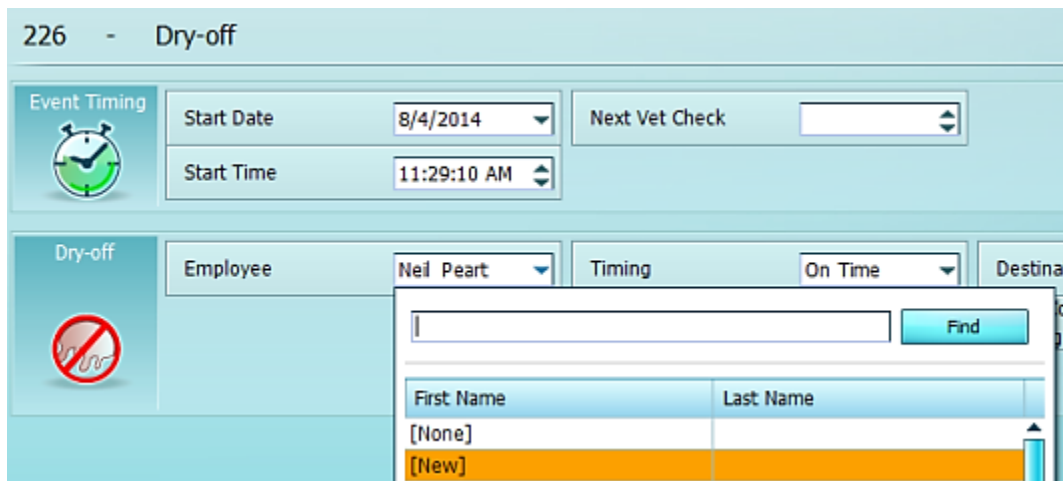 226 - Dry-off
Event Timing
Start Date 8/4/2014 Next Vet Check
Start Time 11:29:10 AM
Dry-off
Employee Neil Peart Timing On Time Destina
Find
First Name Last Name
[None]
[New]